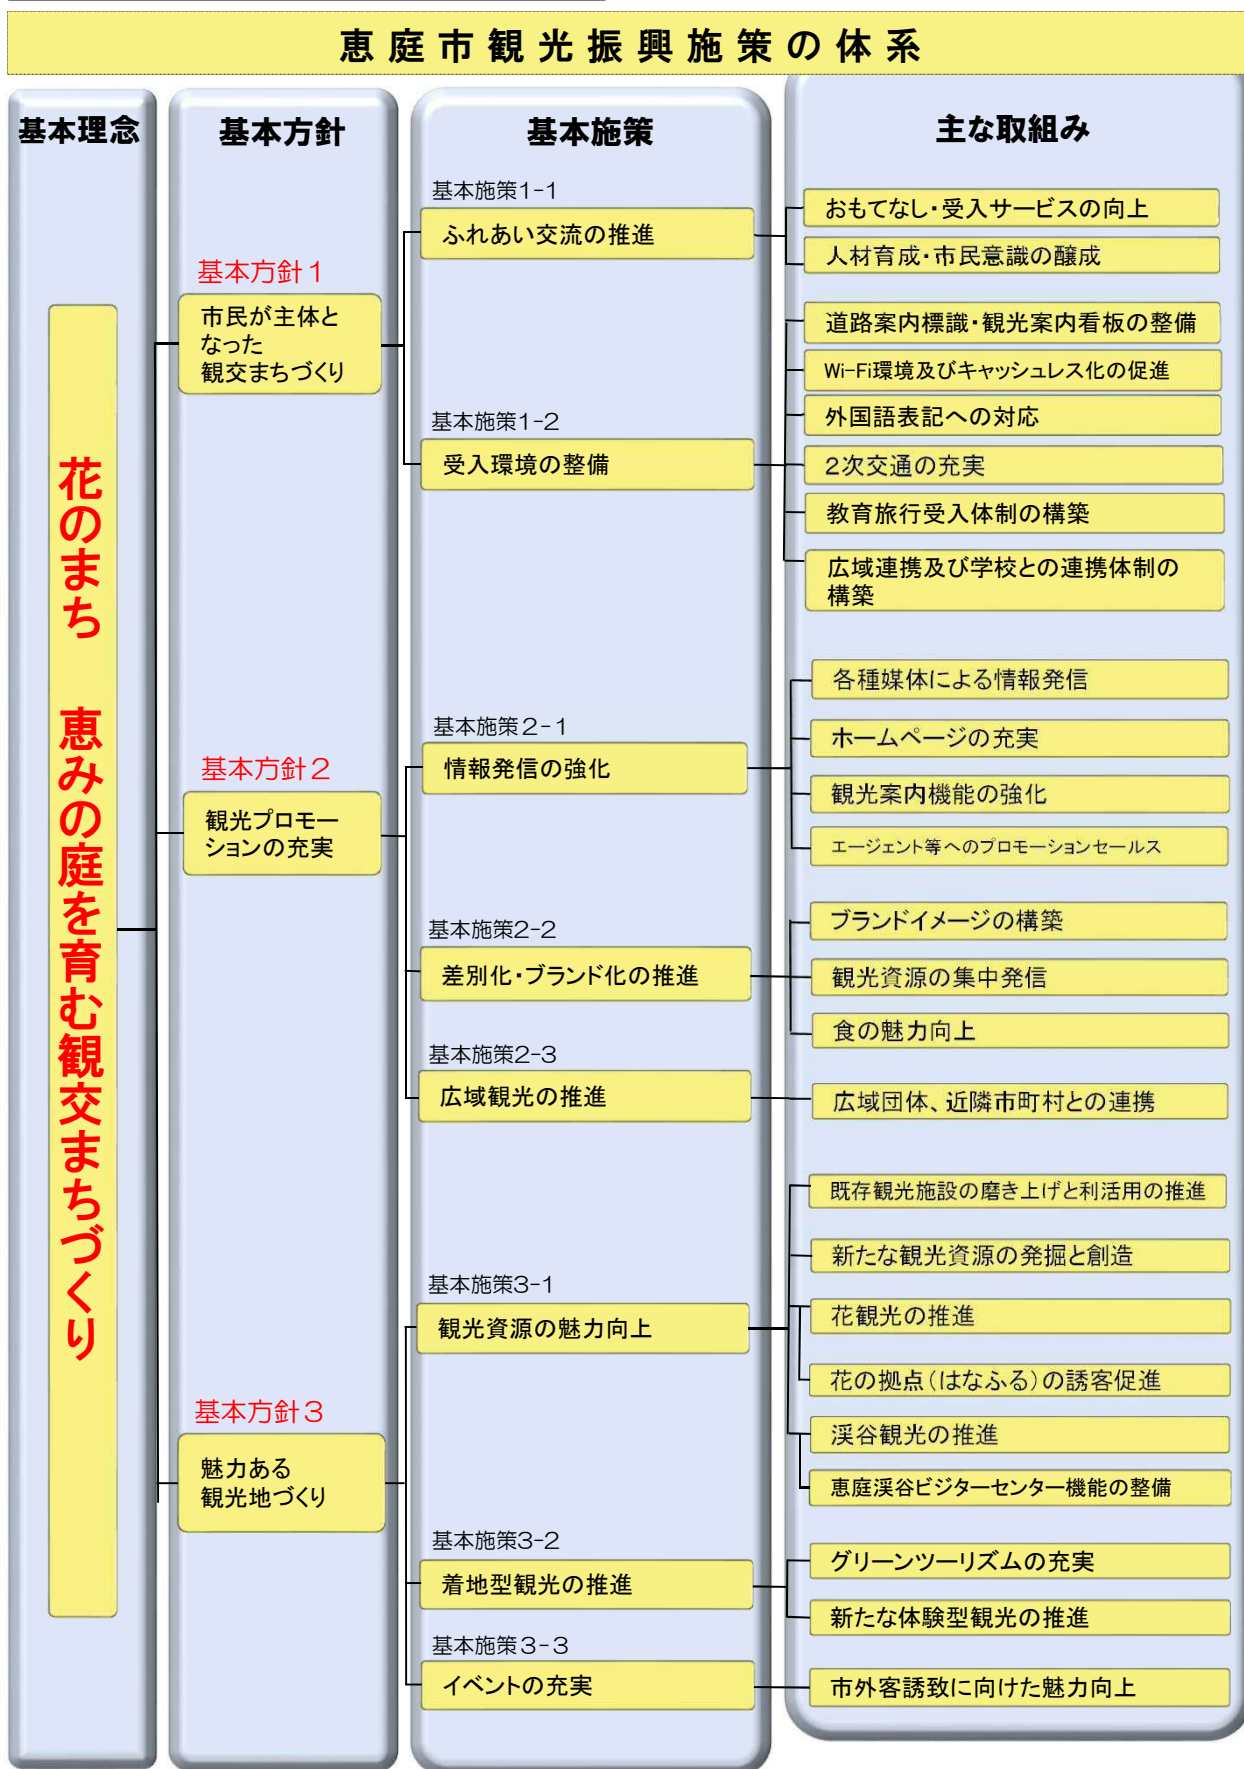 恵庭市観光振興施策の体系
基本理念
花のまち 恵みの庭を育む観交まちづくり
基本方針
基本方針1
市民が主体と
なった
観交まちづくり
基本方針2
観光プロモー
ションの充実
基本方針3
魅力ある
観光地づくり
基本施策
基本施策1-1
ふれあい交流の推進
基本施策1-2
受入環境の整備
基本施策2-1
情報発信の強化
基本施策2-2
差別化・ブランド化の推進
基本施策2-3
広域観光の推進
基本施策3-1
観光資源の魅力向上
基本施策3-2
着地型観光の推進
基本施策3-3
イベントの充実
主な取組み
おもてなし・受入サービスの向上
人材育成・市民意識の醸成
道路案内標識・観光案内看板の整備
Wi-Fi環境及びキャッシュレス化の促進
外国語表記への対応
2次交通の充実
教育旅行受入体制の構築
広域連携及び学校との連携体制の
構築
各種媒体による情報発信
ホームページの充実
観光案内機能の強化
エージェント等へのプロモーションセールス
ブランドイメージの構築
観光資源の集中発信
食の魅力向上
広域団体、近隣市町村との連携
既存観光施設の磨き上げと利活用の推進
新たな観光資源の発掘と創造
花観光の推進
花の拠点(はなふる)の誘客促進
渓谷観光の推進
恵庭渓谷ビジターセンター機能の整備
グリーンツーリズムの充実
新たな体験型観光の推進
市外客誘致に向けた魅力向上